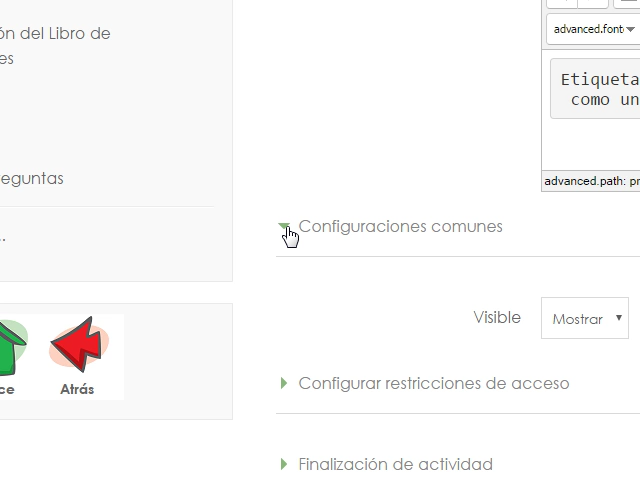 ón del Libro de
es
eguntas
..
ce
Atrás
advanced.font
Etiqueta
como un
advanced.path: pr
Configuraciones comunes
Visible
Mostrar
Configurar restricciones de acceso
Finalización de actividad